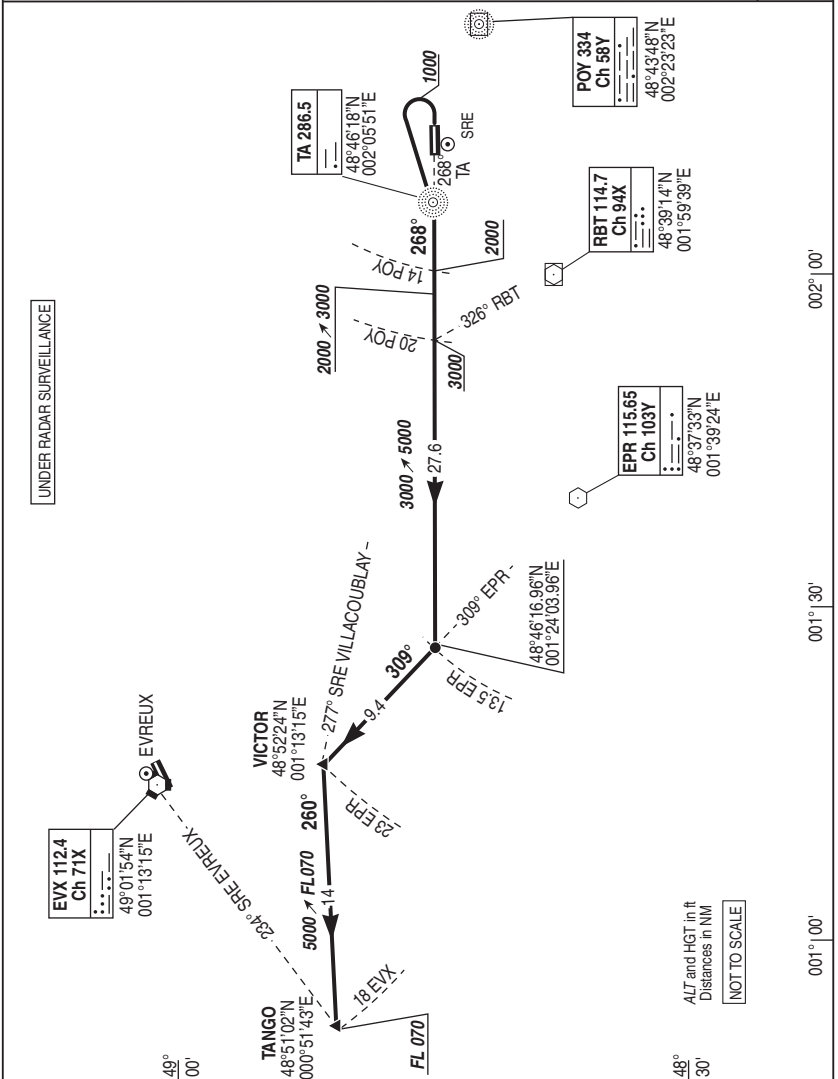 UNDER RADAR SURVEILLANCE
EVX 112.4
Ch 71X
49°01'54"N
001°13'15"E
EVREUX
234° SRE EVREUX
TANGO
48°51'02"N
000°51'43"E
FL 070
18 EVX
5000 ➚ FL070
14
260°
VICTOR
48°52'24"N
001°13'15"E
277° SRE VILLACOUBLAY
23 EPR
9.4
309°
13.5 EPR
309° EPR
48°46'16.96"N
001°24'03.96"E
3000 ➚ 5000
27.6
EPR 115.65
Ch 103Y
48°37'33"N
001°39'24"E
2000 ➚ 3000
20 POY
3000
326° RBT
14 POY
2000
268°
RBT 114.7
Ch 94X
48°39'14"N
001°59'39"E
TA 286.5
48°46'18"N
002°05'51"E
268°
TA
SRE
1000
POY 334
Ch 58Y
48°43'48"N
002°23'23"E
49°
00'
48°
30'
001° 00'
001° 30'
002° 00'
ALT and HGT in ft
Distances in NM
NOT TO SCALE